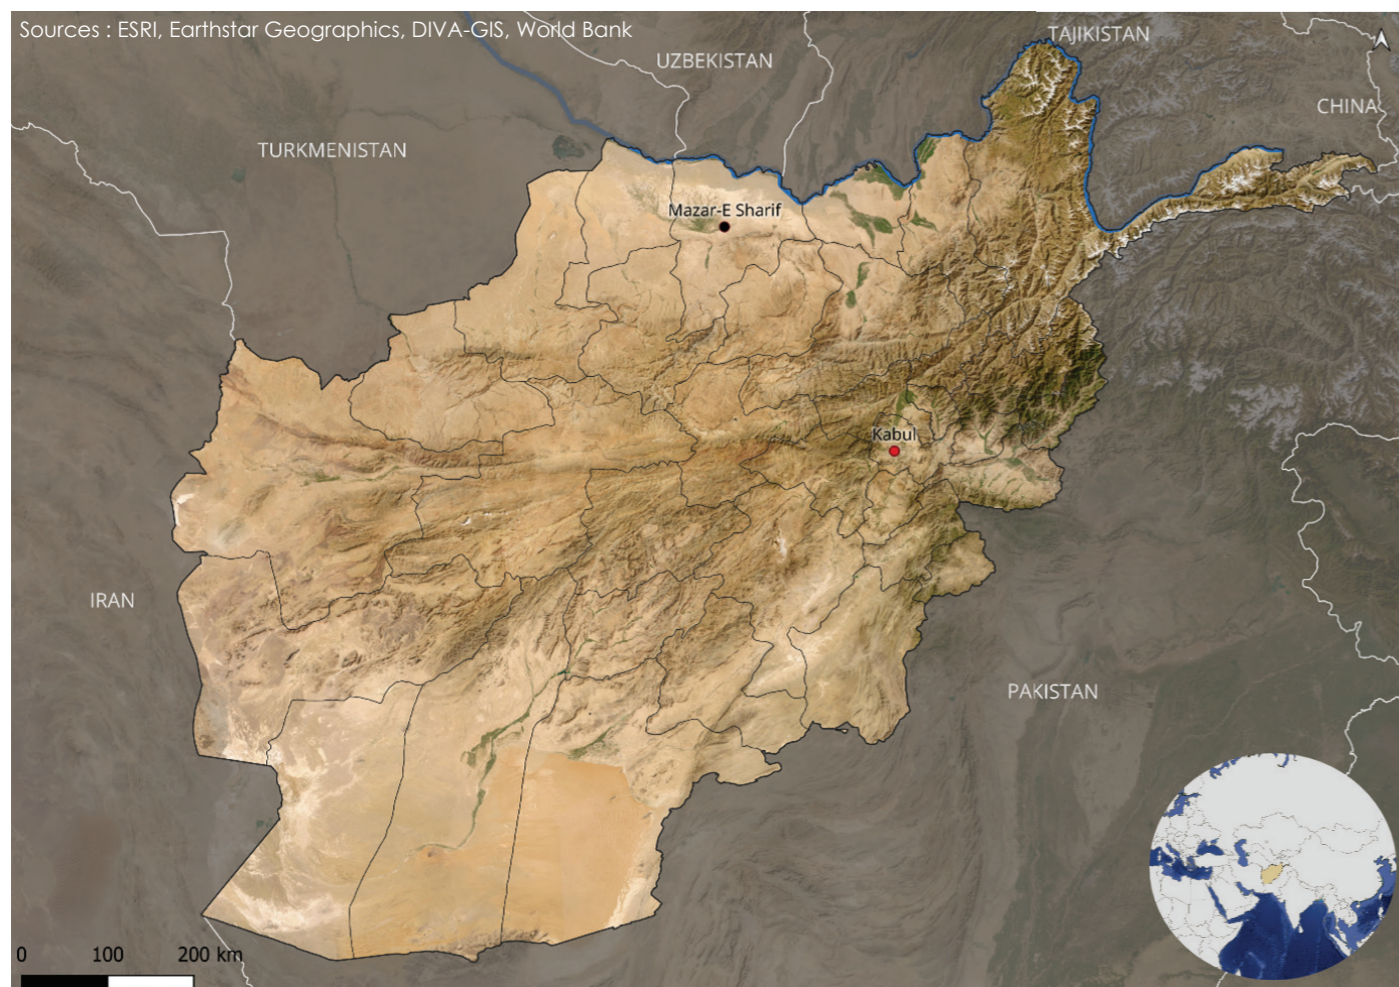 Sources : ESRI, Earthstar Geographics, DIVA-GIS, World Bank
TAJIKISTAN
UZBEKISTAN
CHINA
TURKMENISTAN
Mazar-E Sharif
Kabul
IRAN
PAKISTAN
0 100 200 km